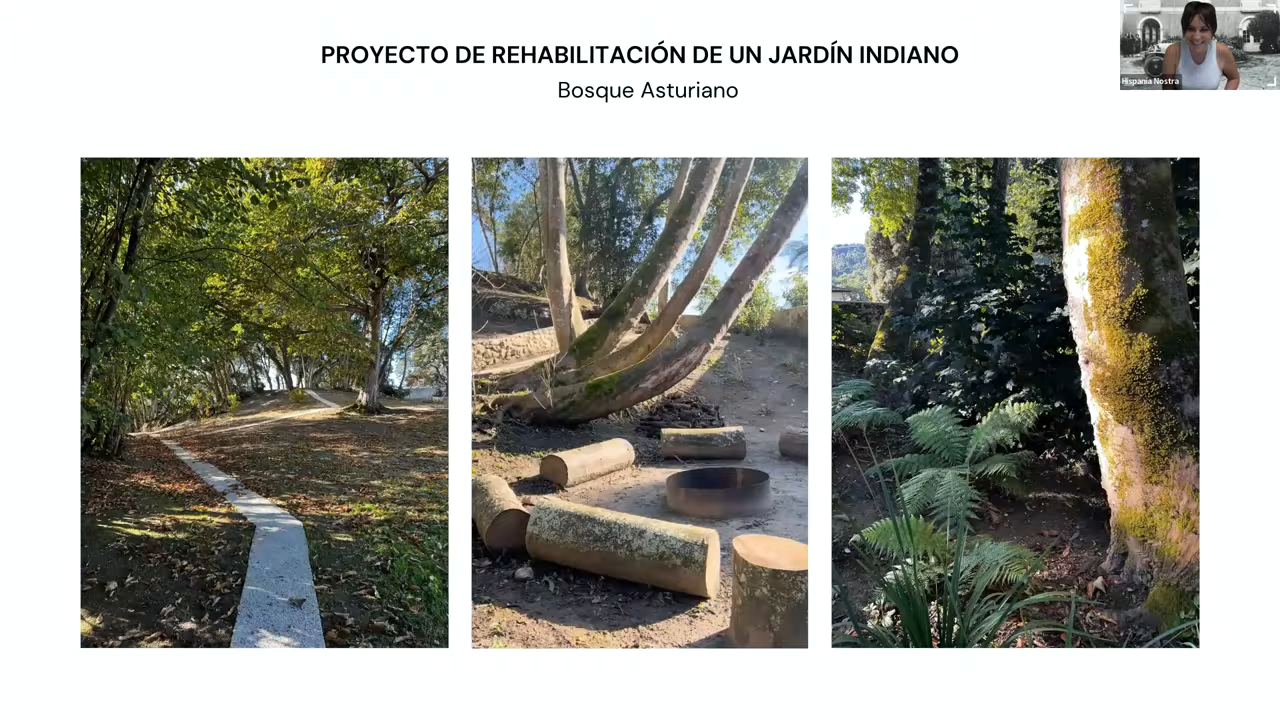 PROYECTO DE REHABILITACIÓN DE UN JARDÍN INDIANO
Bosque Asturiano
Hispania Nostra